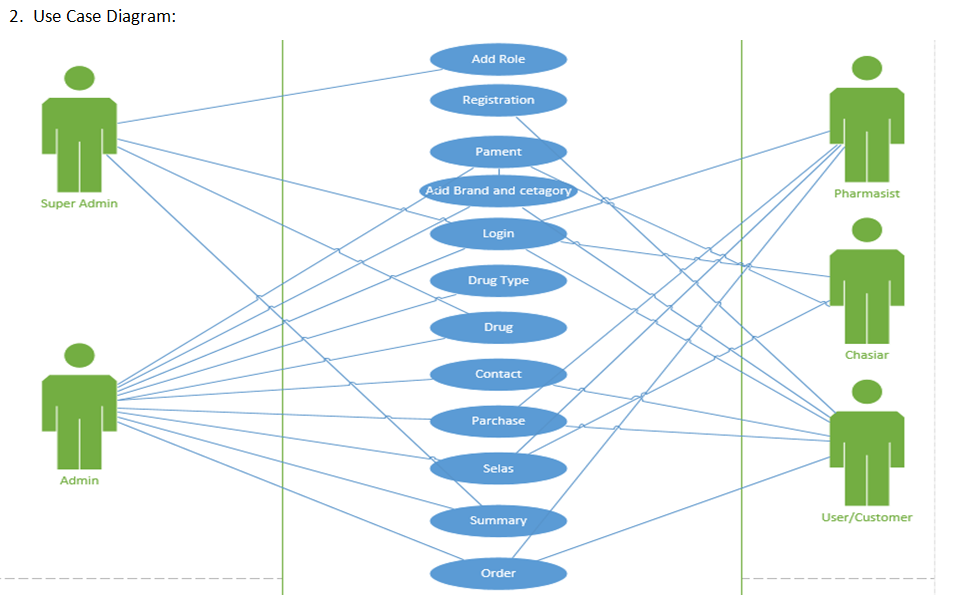 2. Use Case Diagram:
Add Role
Registration
Pament
Add Brand and cetagory
Login
Drug Type
Drug
Contact
Parchase
Selas
Summary
Order
Super Admin
Admin
Pharmasist
Chasiar
User/Customer